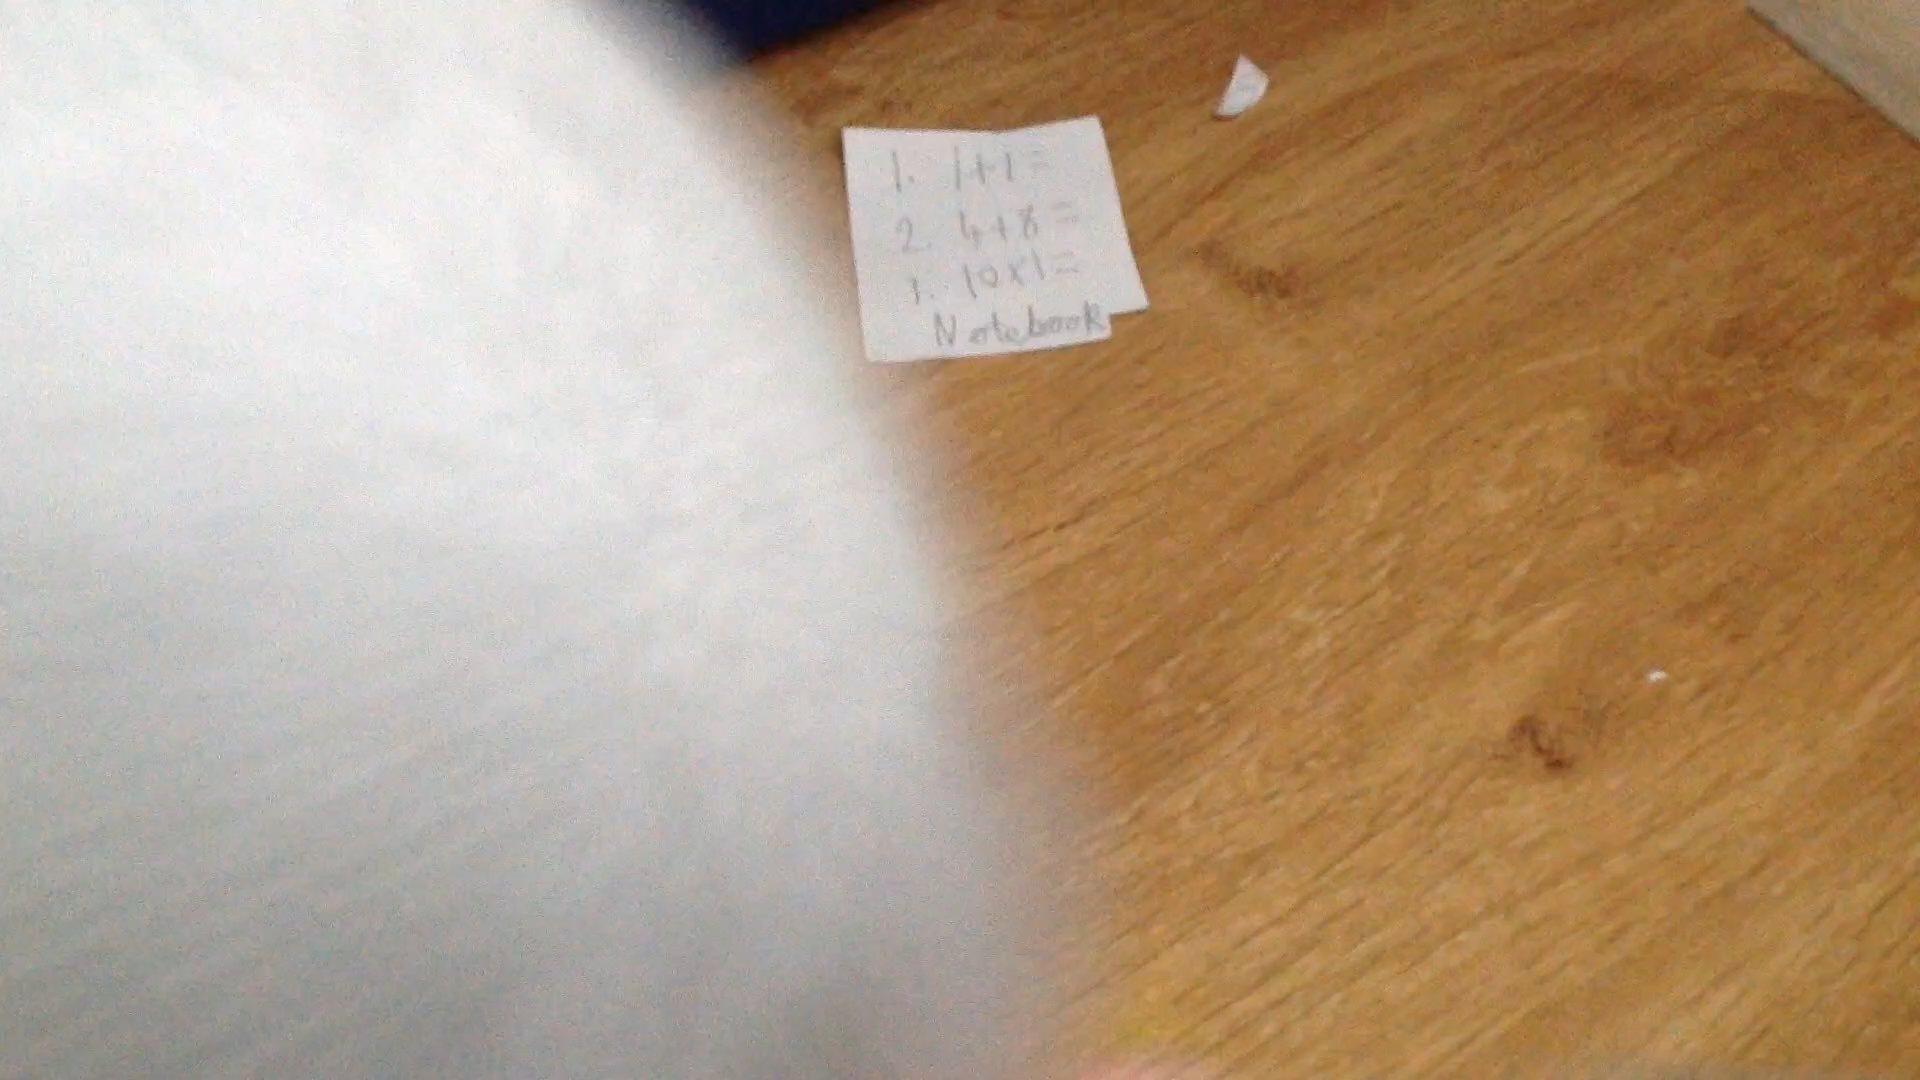 1. 1+1=
2. 4+8=
1. 10x1=
Notebook